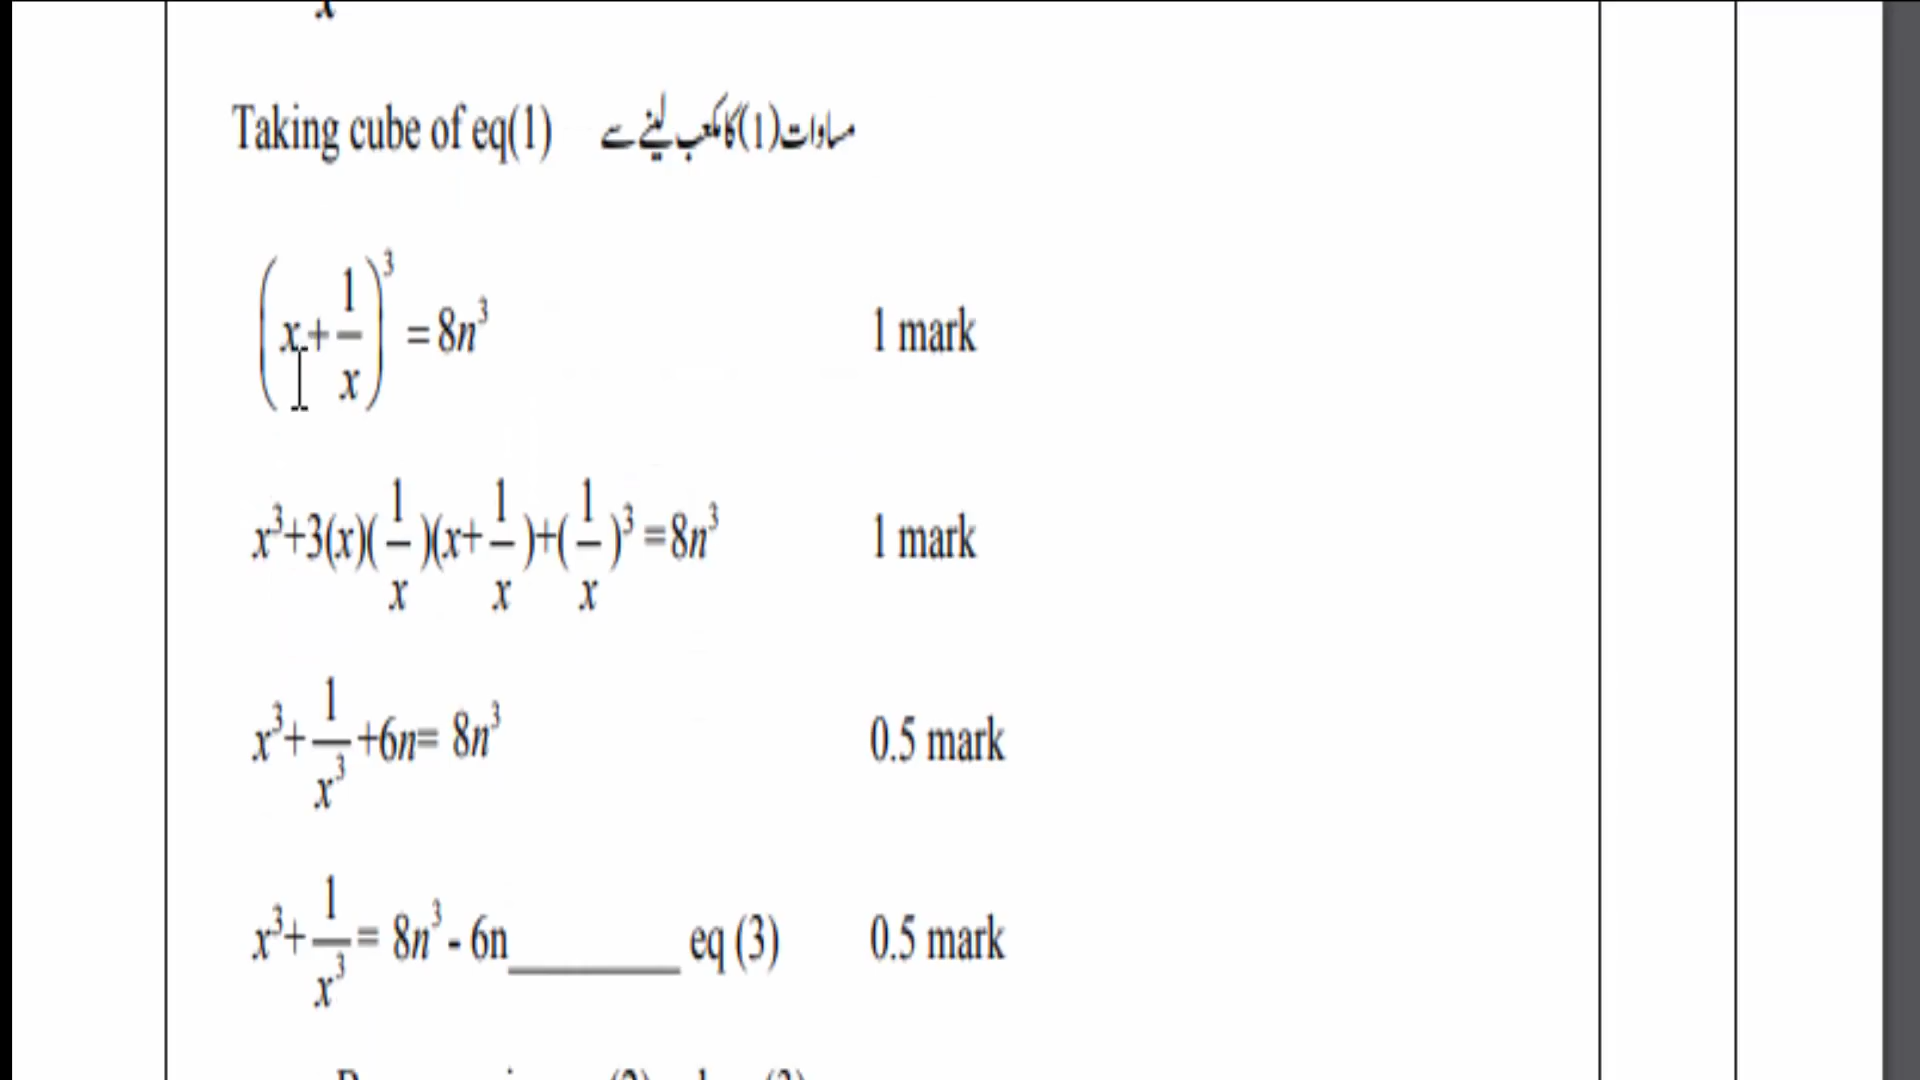 x
Taking cube of eq(1) مساوات(1)کا مکعب لینے سے
(x+1/x)³ = 8n³ 1 mark
x³+3(x)(1/x)(x+1/x)+(1/x)³ =8n³ 1 mark
x³+1/x³+6n= 8n³ 0.5 mark
x³+1/x³= 8n³ - 6n________ eq (3) 0.5 mark